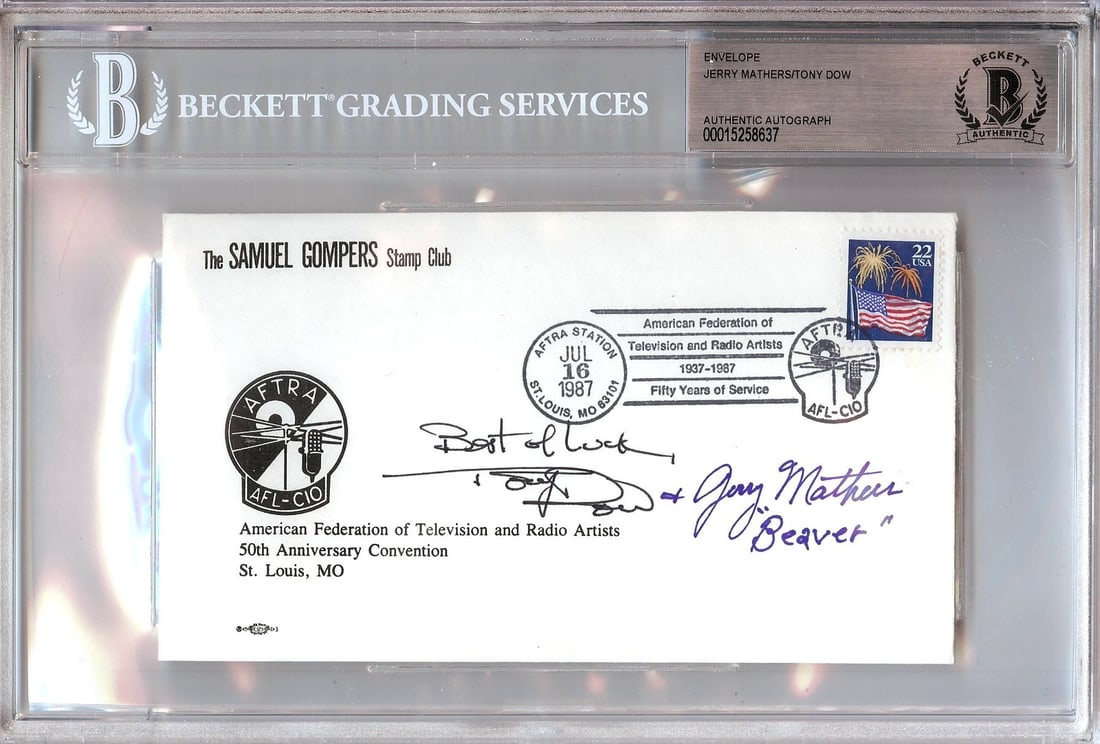 B BECKETT® GRADING SERVICES
ENVELOPE
JERRY MATHERS/TONY DOW
AUTHENTIC AUTOGRAPH
00015258637
BECKETT
B
AUTHENTIC
The SAMUEL GOMPERS Stamp Club
22
USA
AFTRA STATION
JUL
16
1987
ST. LOUIS, MO 63101
American Federation of
Television and Radio Artists
1937-1987
Fifty Years of Service
AFTRA
AFL-CIO
AFTRA
AFL-CIO
Best of Luck
Tony Dow + Jerry Mathers
"Beaver"
American Federation of Television and Radio Artists
50th Anniversary Convention
St. Louis, MO